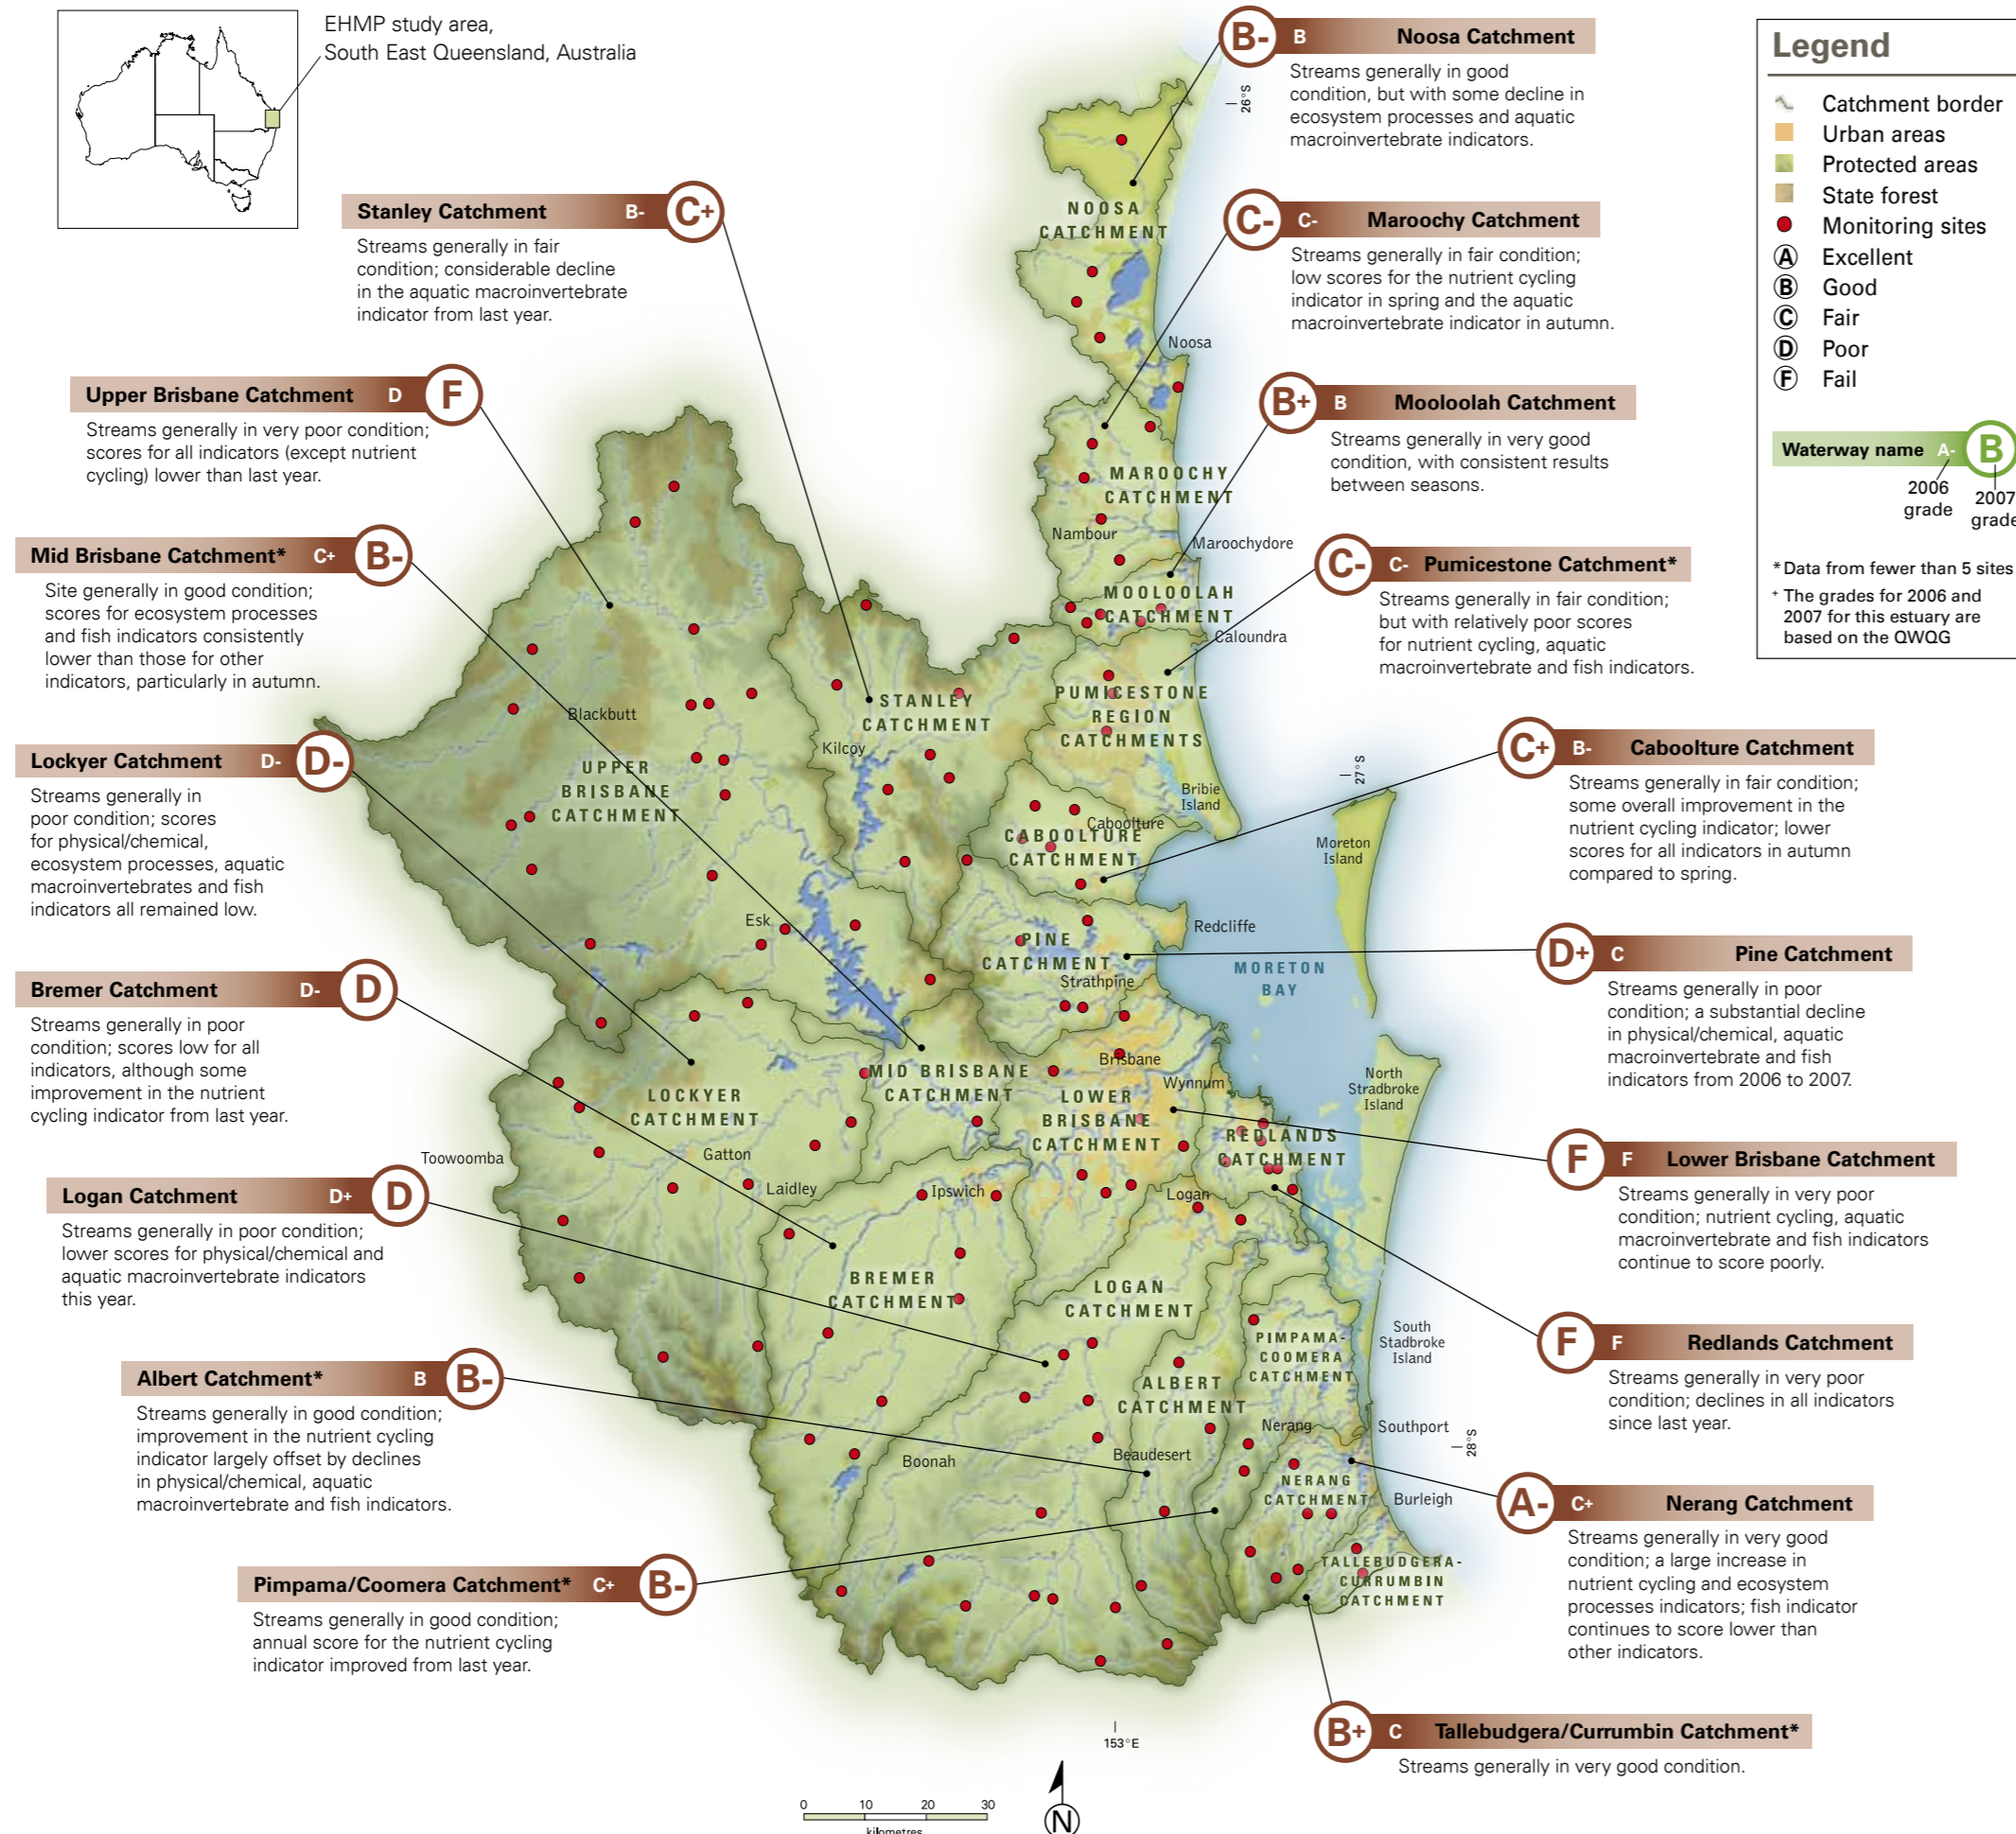 EHMP study area,
South East Queensland, Australia
Stanley Catchment B- C+
Streams generally in fair
condition; considerable decline
in the aquatic macroinvertebrate
indicator from last year.
Upper Brisbane Catchment D F
Streams generally in very poor condition;
scores for all indicators (except nutrient
cycling) lower than last year.
Mid Brisbane Catchment* C+ B-
Site generally in good condition;
scores for ecosystem processes
and fish indicators consistently
lower than those for other
indicators, particularly in autumn.
Lockyer Catchment D- D-
Streams generally in
poor condition; scores
for physical/chemical,
ecosystem processes, aquatic
macroinvertebrates and fish
indicators all remained low.
Bremer Catchment D- D
Streams generally in poor
condition; scores low for all
indicators, although some
improvement in the nutrient
cycling indicator from last year.
Logan Catchment D+ D
Streams generally in poor condition;
lower scores for physical/chemical and
aquatic macroinvertebrate indicators
this year.
Albert Catchment* B B-
Streams generally in good condition;
improvement in the nutrient cycling
indicator largely offset by declines
in physical/chemical, aquatic
macroinvertebrate and fish indicators.
Pimpama/Coomera Catchment* C+ B-
Streams generally in good condition;
annual score for the nutrient cycling
indicator improved from last year.
B- B Noosa Catchment
Streams generally in good
condition, but with some decline in
ecosystem processes and aquatic
macroinvertebrate indicators.
C- C- Maroochy Catchment
Streams generally in fair condition;
low scores for the nutrient cycling
indicator in spring and the aquatic
macroinvertebrate indicator in autumn.
B+ B Mooloolah Catchment
Streams generally in very good
condition, with consistent results
between seasons.
C- C- Pumicestone Catchment*
Streams generally in fair condition;
but with relatively poor scores
for nutrient cycling, aquatic
macroinvertebrate and fish indicators.
C+ B- Caboolture Catchment
Streams generally in fair condition;
some overall improvement in the
nutrient cycling indicator; lower
scores for all indicators in autumn
compared to spring.
D+ C Pine Catchment
Streams generally in poor
condition; a substantial decline
in physical/chemical, aquatic
macroinvertebrate and fish
indicators from 2006 to 2007.
F F Lower Brisbane Catchment
Streams generally in very poor
condition; nutrient cycling, aquatic
macroinvertebrate and fish indicators
continue to score poorly.
F F Redlands Catchment
Streams generally in very poor
condition; declines in all indicators
since last year.
A- C+ Nerang Catchment
Streams generally in very good
condition; a large increase in
nutrient cycling and ecosystem
processes indicators; fish indicator
continues to score lower than
other indicators.
B+ C Tallebudgera/Currumbin Catchment*
Streams generally in very good condition.
Legend
Catchment border
Urban areas
Protected areas
State forest
Monitoring sites
A Excellent
B Good
C Fair
D Poor
F Fail
Waterway name A- B
2006
grade
2007
grade
* Data from fewer than 5 sites
+ The grades for 2006 and
2007 for this estuary are
based on the QWQG
26°S
NOOSA
CATCHMENT
Noosa
MAROOCHY
CATCHMENT
Nambour
Maroochydore
MOOLOOLAH
CATCHMENT
Caloundra
PUMICESTONE
REGION
CATCHMENTS
STANLEY
CATCHMENT
Kilcoy
Blackbutt
UPPER
BRISBANE
CATCHMENT
Bribie
Island
27°S
Moreton
Island
Caboolture
CABOOLTURE
CATCHMENT
Esk
PINE
CATCHMENT
Strathpine
Redcliffe
MORETON
BAY
Brisbane
Wynnum
North
Stradbroke
Island
MID BRISBANE
CATCHMENT
LOCKYER
CATCHMENT
LOWER
BRISBANE
CATCHMENT
REDLANDS
CATCHMENT
Toowoomba
Gatton
Laidley
Ipswich
Logan
BREMER
CATCHMENT
LOGAN
CATCHMENT
PIMPAMA-
COOMERA
CATCHMENT
South
Stadbroke
Island
ALBERT
CATCHMENT
Nerang
Southport
28°S
Boonah
Beaudesert
NERANG
CATCHMENT
Burleigh
TALLEBUDGERA-
CURRUMBIN
CATCHMENT
153°E
0 10 20 30
kilometres
N